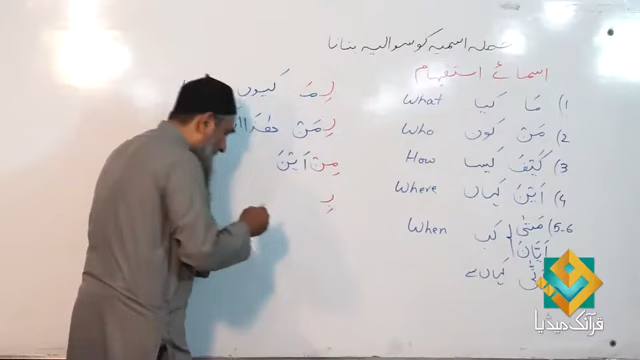 جملہ اسمیہ کو سوالیہ بنانا
اسمائے استفہام
1) مَا کیا What
2) مَنْ کون Who
3) کَیْفَ کیسا How
4) اَیْنَ کہاں Where
5-6) مَتٰی کب When
اَیَّانَ
کہاں سے
لِمَ کیوں
لِمَنْ
مِنْ اَیْنَ
بِ
قرآنک میڈیا